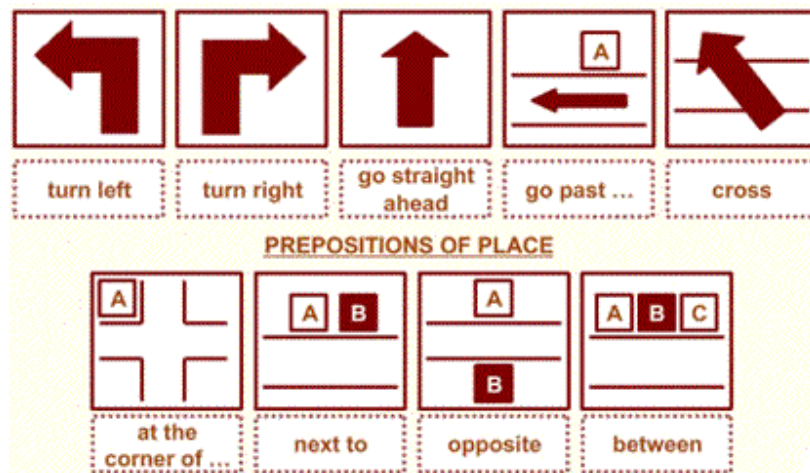 A
turn left
turn right
go straight
ahead
go past ...
cross
PREPOSITIONS OF PLACE
A
A B
A
B
A B C
at the
corner of ...
next to
opposite
between